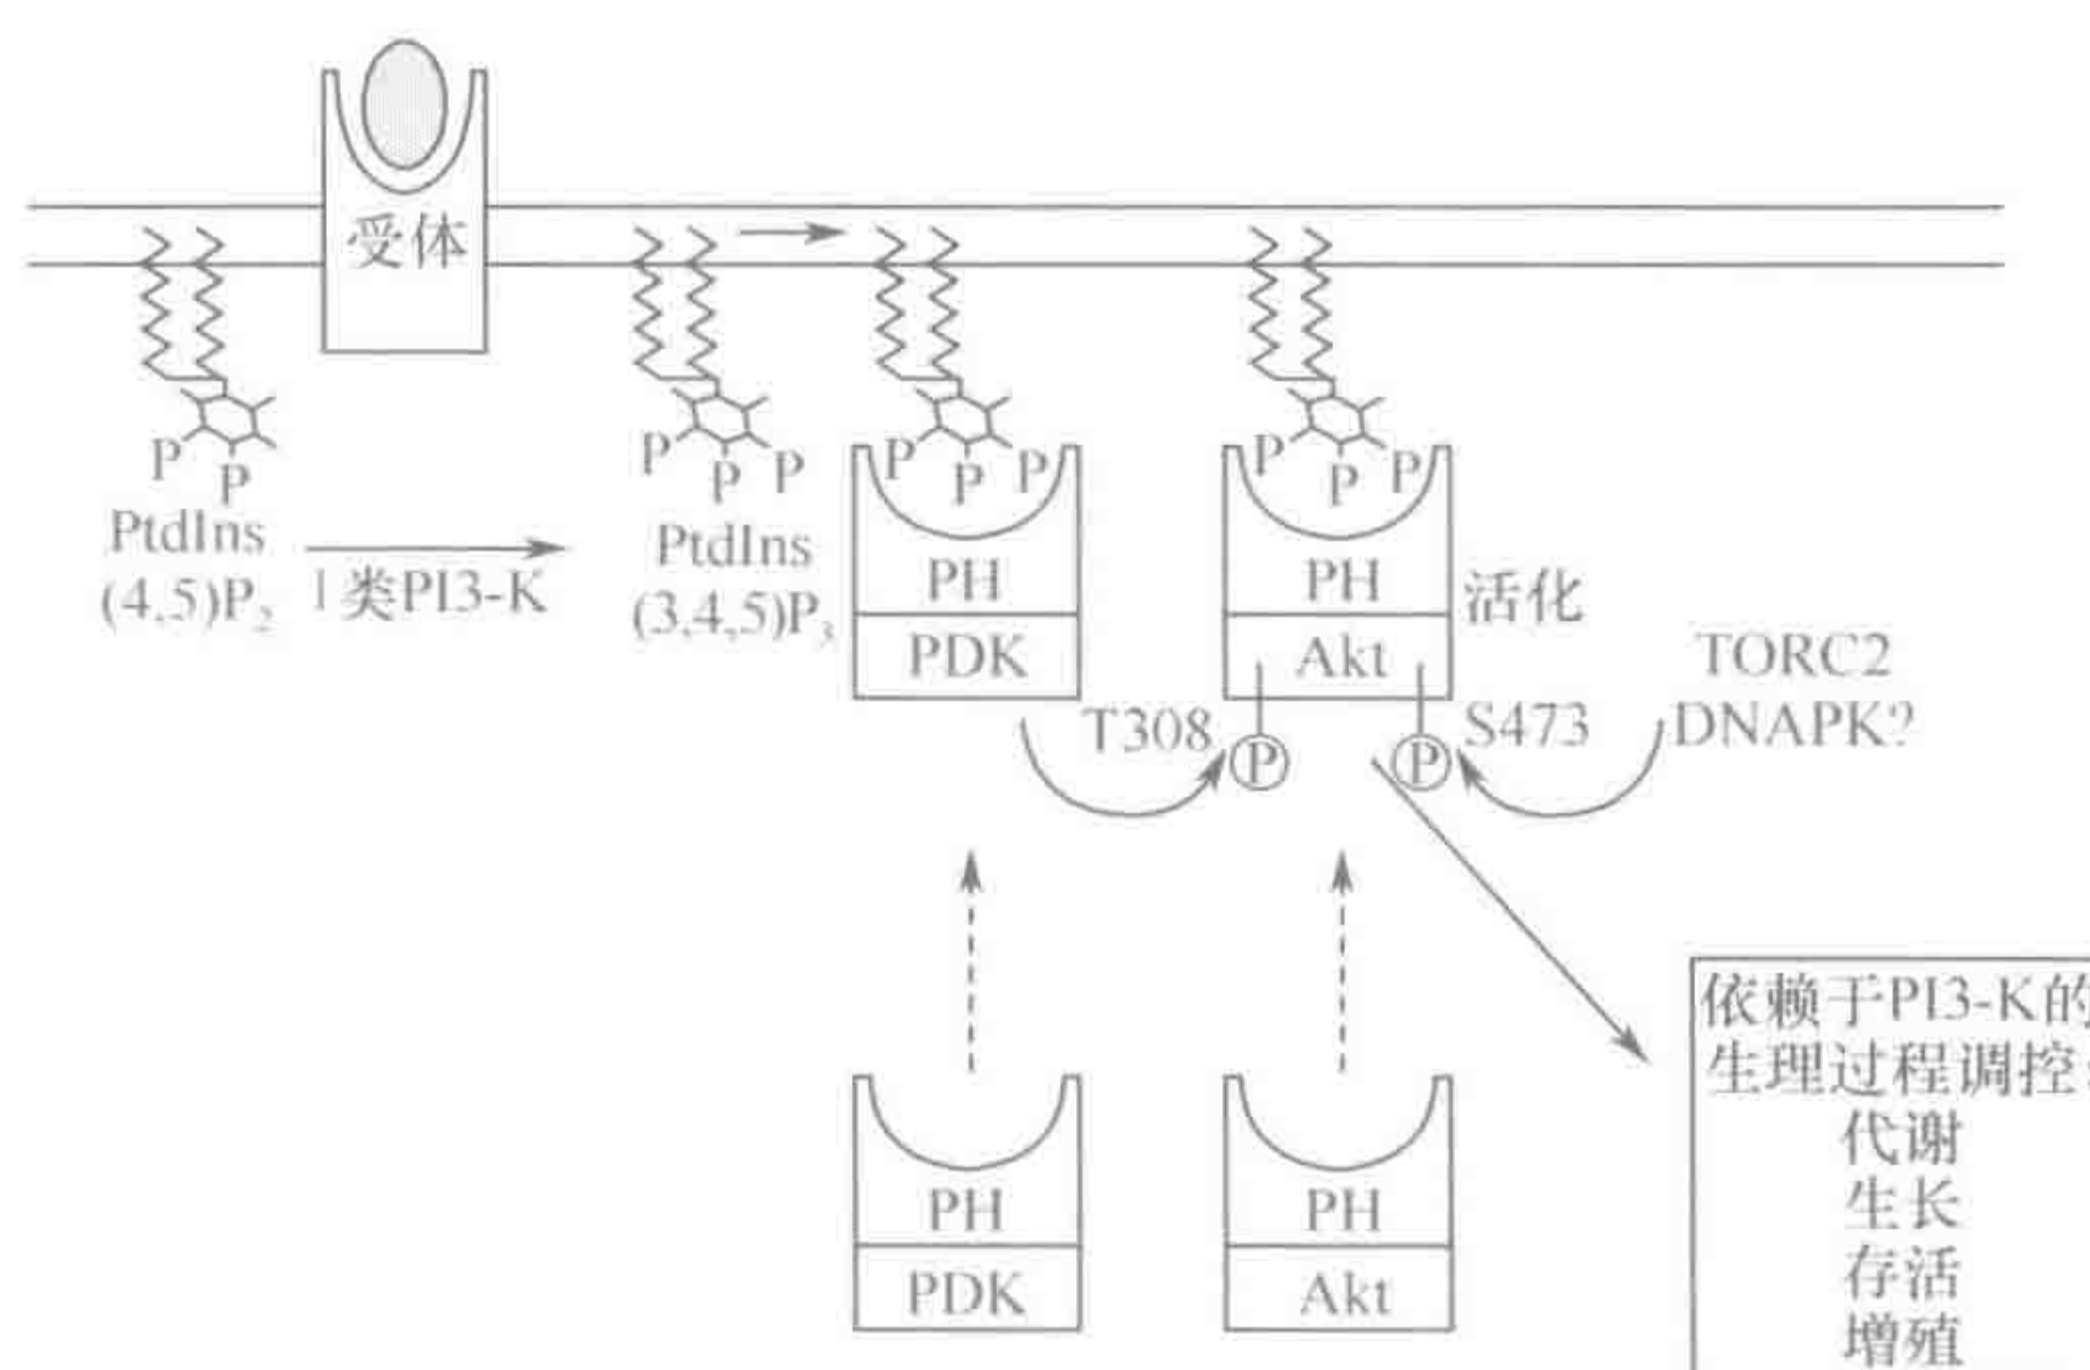 受体
P
P
P
P
P
P
P
P
P
P
P
PtdIns
(4,5)P₂
I类PI3-K
PtdIns
(3,4,5)P₃
PH
PDK
PH
Akt
活化
TORC2
DNAPK?
T308
P
P
S473
依赖于PI3-K的
生理过程调控:
代谢
生长
存活
增殖
PH
PDK
PH
Akt